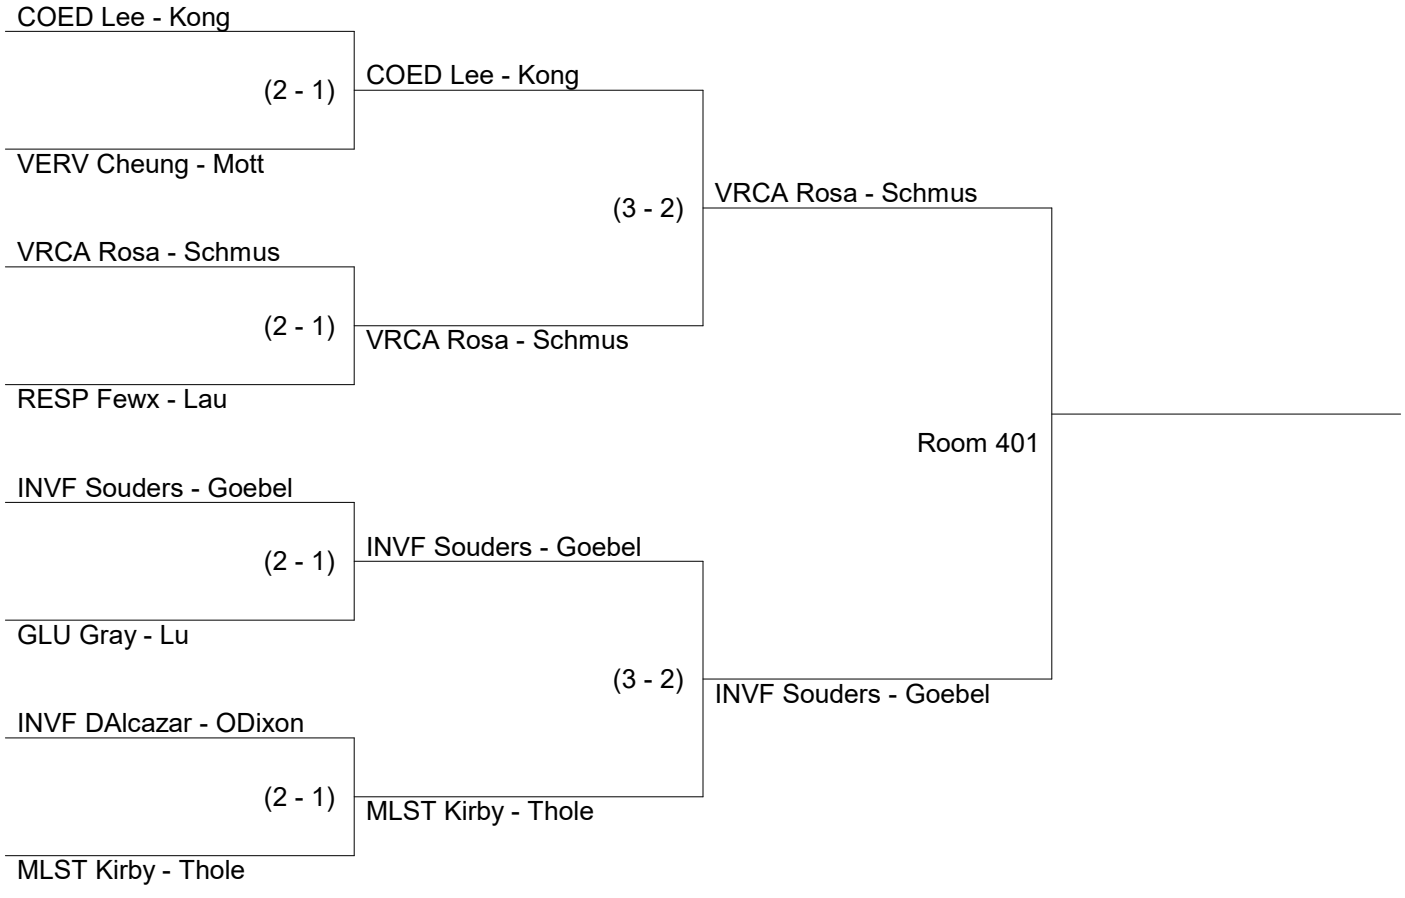 COED Lee - Kong
(2 - 1)
VERV Cheung - Mott
VRCA Rosa - Schmus
(2 - 1)
RESP Fewx - Lau
INVF Souders - Goebel
(2 - 1)
GLU Gray - Lu
INVF DAlcazar - ODixon
(2 - 1)
MLST Kirby - Thole
COED Lee - Kong
(3 - 2)
VRCA Rosa - Schmus
INVF Souders - Goebel
(3 - 2)
MLST Kirby - Thole
VRCA Rosa - Schmus
Room 401
INVF Souders - Goebel